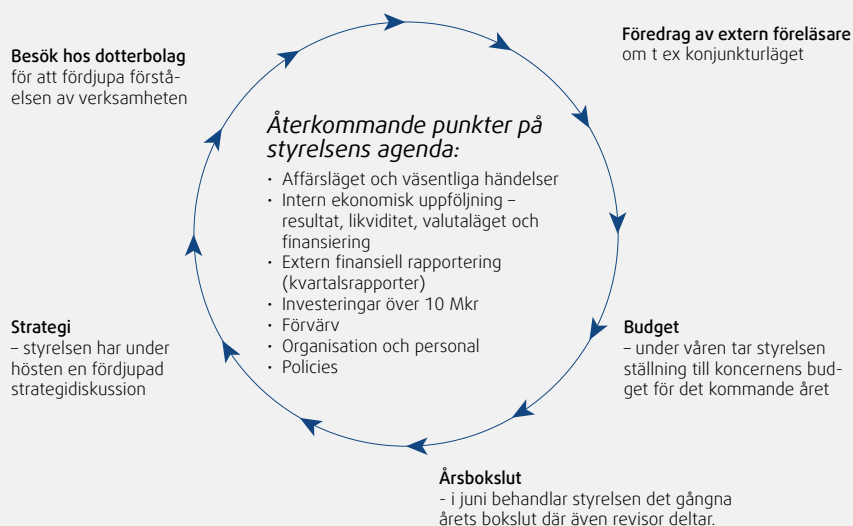 Besök hos dotterbolag
för att fördjupa förstå-
elsen av verksamheten
Föredrag av extern föreläsare
om t ex konjunkturläget
Återkommande punkter på
styrelsens agenda:
• Affärsläget och väsentliga händelser
• Intern ekonomisk uppföljning –
resultat, likviditet, valutaläget och
finansiering
• Extern finansiell rapportering
(kvartalsrapporter)
• Investeringar över 10 Mkr
• Förvärv
• Organisation och personal
• Policies
Strategi
– styrelsen har under
hösten en fördjupad
strategidiskussion
Budget
– under våren tar styrelsen
ställning till koncernens bud-
get för det kommande året
Årsbokslut
- i juni behandlar styrelsen det gångna
årets bokslut där även revisor deltar.